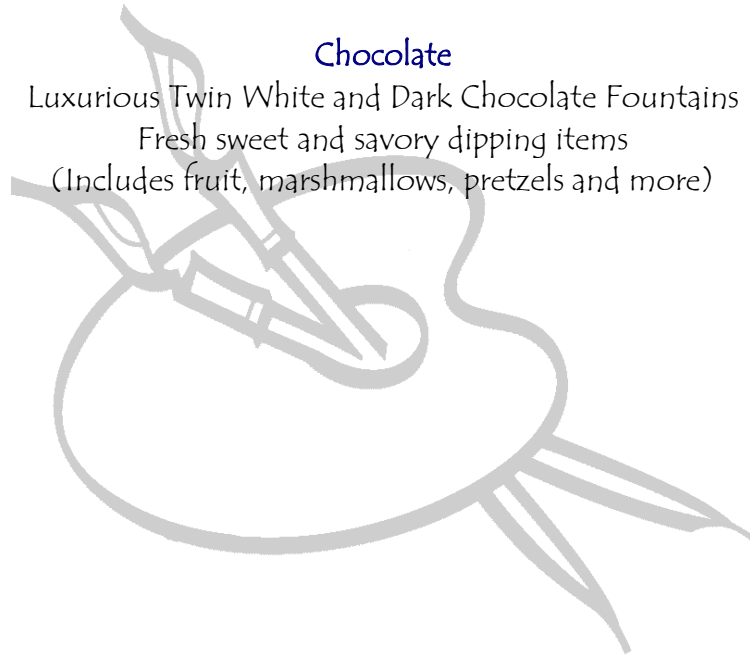 Chocolate
Luxurious Twin White and Dark Chocolate Fountains
Fresh sweet and savory dipping items
(Includes fruit, marshmallows, pretzels and more)